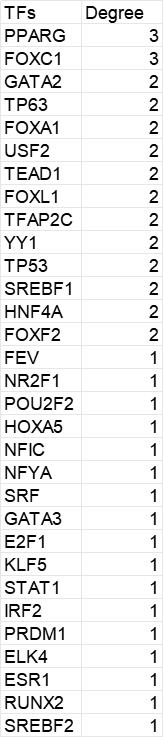 TFs Degree
PPARG 3
FOXC1 3
GATA2 2
TP63 2
FOXA1 2
USF2 2
TEAD1 2
FOXL1 2
TFAP2C 2
YY1 2
TP53 2
SREBF1 2
HNF4A 2
FOXF2 2
FEV 1
NR2F1 1
POU2F2 1
HOXA5 1
NFIC 1
NFYA 1
SRF 1
GATA3 1
E2F1 1
KLF5 1
STAT1 1
IRF2 1
PRDM1 1
ELK4 1
ESR1 1
RUNX2 1
SREBF2 1